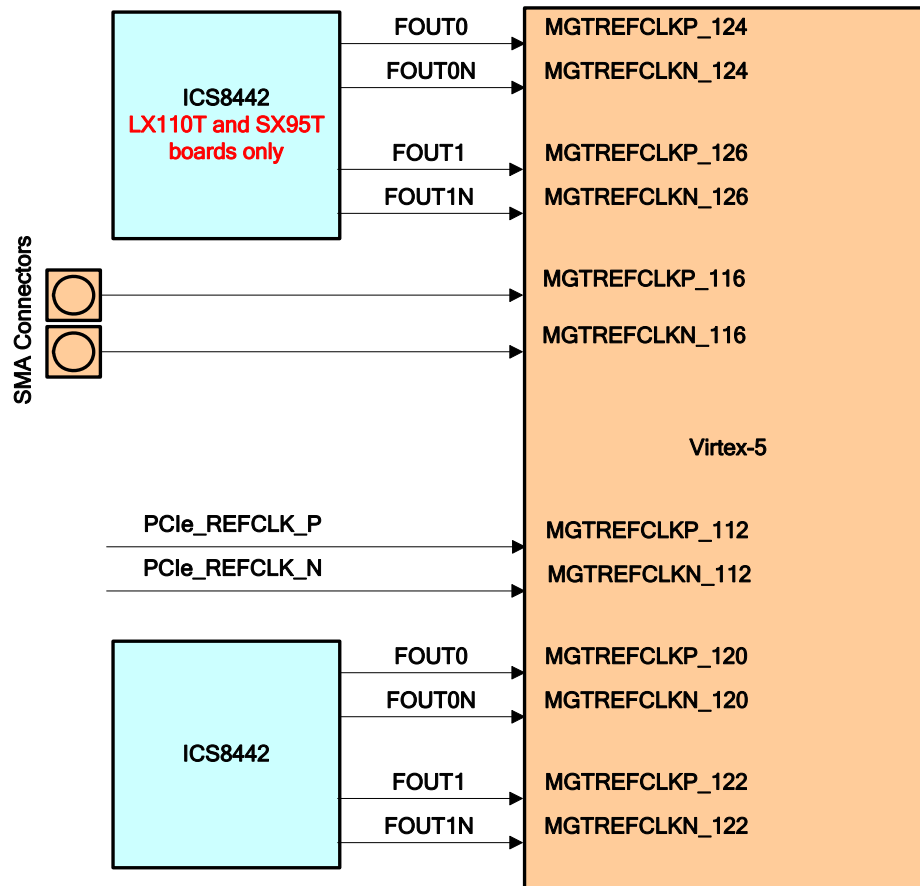 FOUT0
MGTREFCLKP_124
FOUT0N
MGTREFCLKN_124
ICS8442
LX110T and SX95T
boards only
FOUT1
MGTREFCLKP_126
FOUT1N
MGTREFCLKN_126
SMA Connectors
MGTREFCLKP_116
MGTREFCLKN_116
Virtex-5
PCIe_REFCLK_P
MGTREFCLKP_112
PCIe_REFCLK_N
MGTREFCLKN_112
FOUT0
MGTREFCLKP_120
FOUT0N
MGTREFCLKN_120
ICS8442
FOUT1
MGTREFCLKP_122
FOUT1N
MGTREFCLKN_122